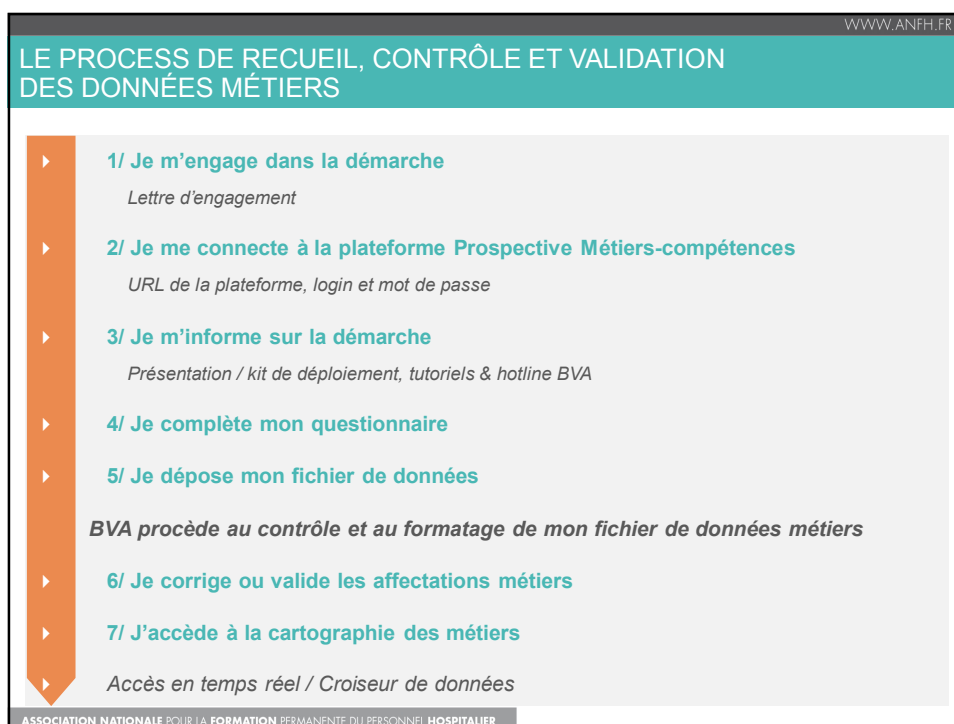 WWW.ANFH.FR
LE PROCESS DE RECUEIL, CONTRÔLE ET VALIDATION
DES DONNÉES MÉTIERS
1/ Je m’engage dans la démarche
Lettre d’engagement
2/ Je me connecte à la plateforme Prospective Métiers-compétences
URL de la plateforme, login et mot de passe
3/ Je m’informe sur la démarche
Présentation / kit de déploiement, tutoriels & hotline BVA
4/ Je complète mon questionnaire
5/ Je dépose mon fichier de données
BVA procède au contrôle et au formatage de mon fichier de données métiers
6/ Je corrige ou valide les affectations métiers
7/ J’accède à la cartographie des métiers
Accès en temps réel / Croiseur de données
ASSOCIATION NATIONALE POUR LA FORMATION PERMANENTE DU PERSONNEL HOSPITALIER